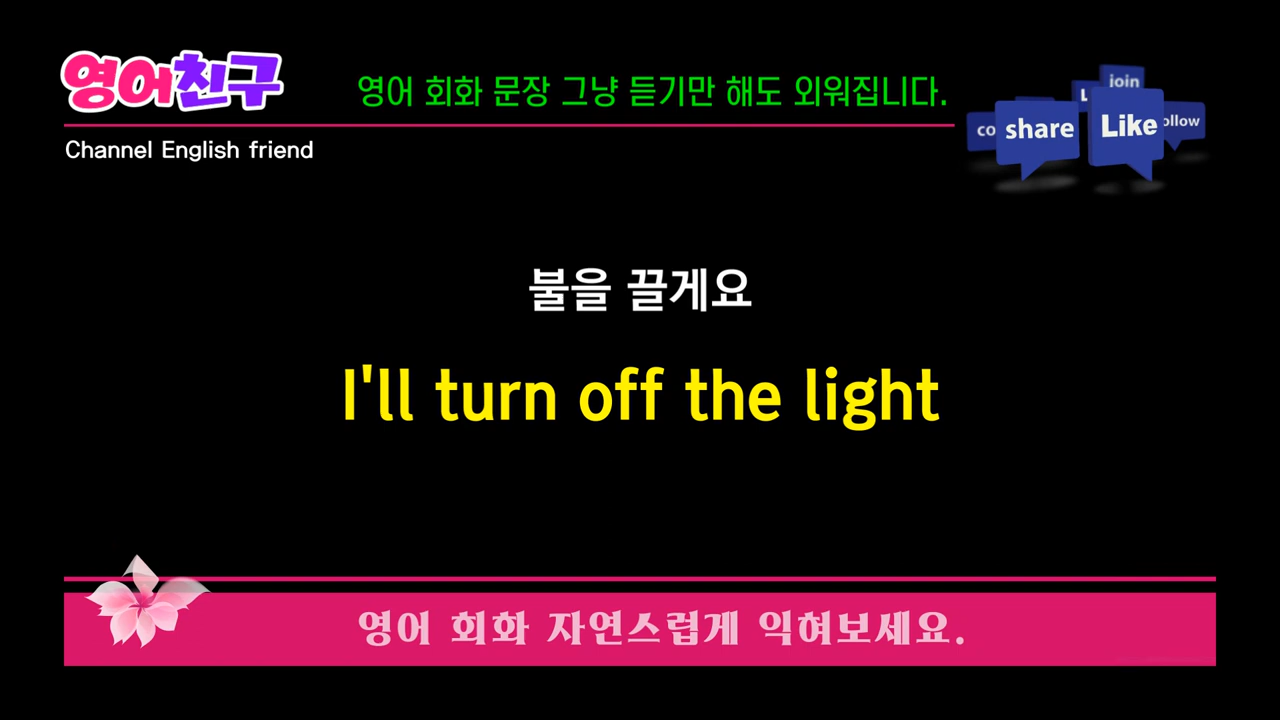 영어친구
영어 회화 문장 그냥 듣기만 해도 외워집니다.
Channel English friend
join
share
Like
불을 끌게요
I'll turn off the light
영어 회화 자연스럽게 익혀보세요.